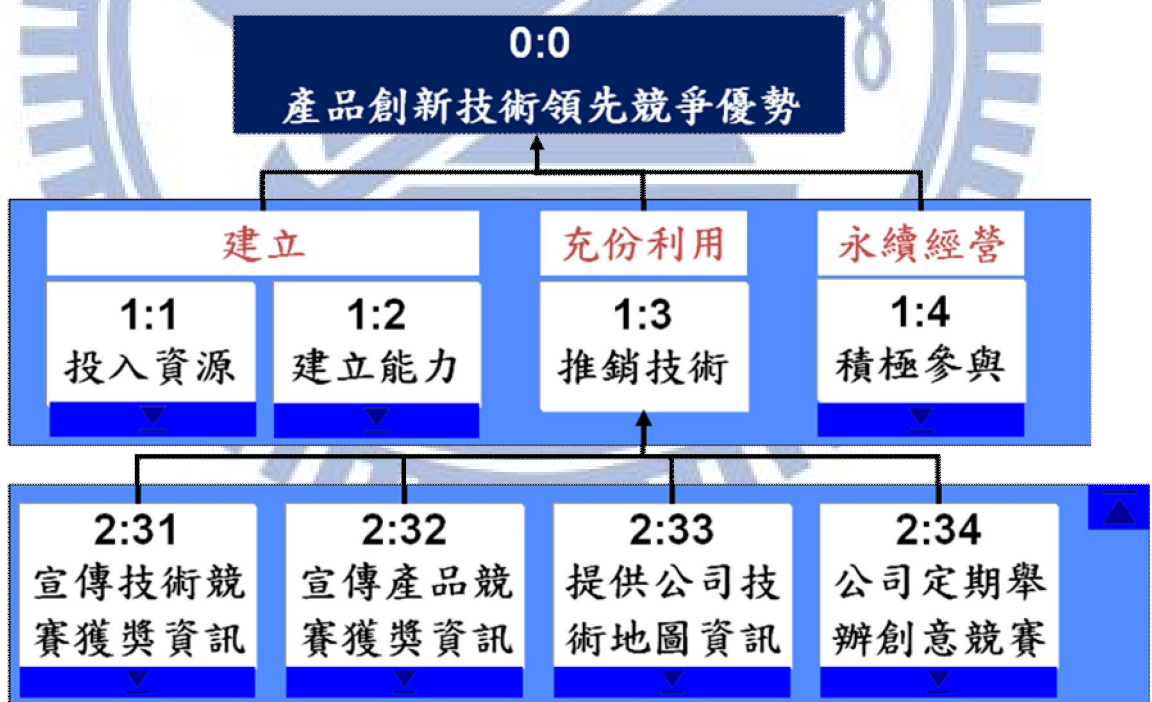 0:0
產品創新技術領先競爭優勢
建立
充份利用
永續經營
1:1
投入資源
1:2
建立能力
1:3
推銷技術
1:4
積極參與
2:31
宣傳技術競
賽獲獎資訊
2:32
宣傳產品競
賽獲獎資訊
2:33
提供公司技
術地圖資訊
2:34
公司定期舉
辦創意競賽
8